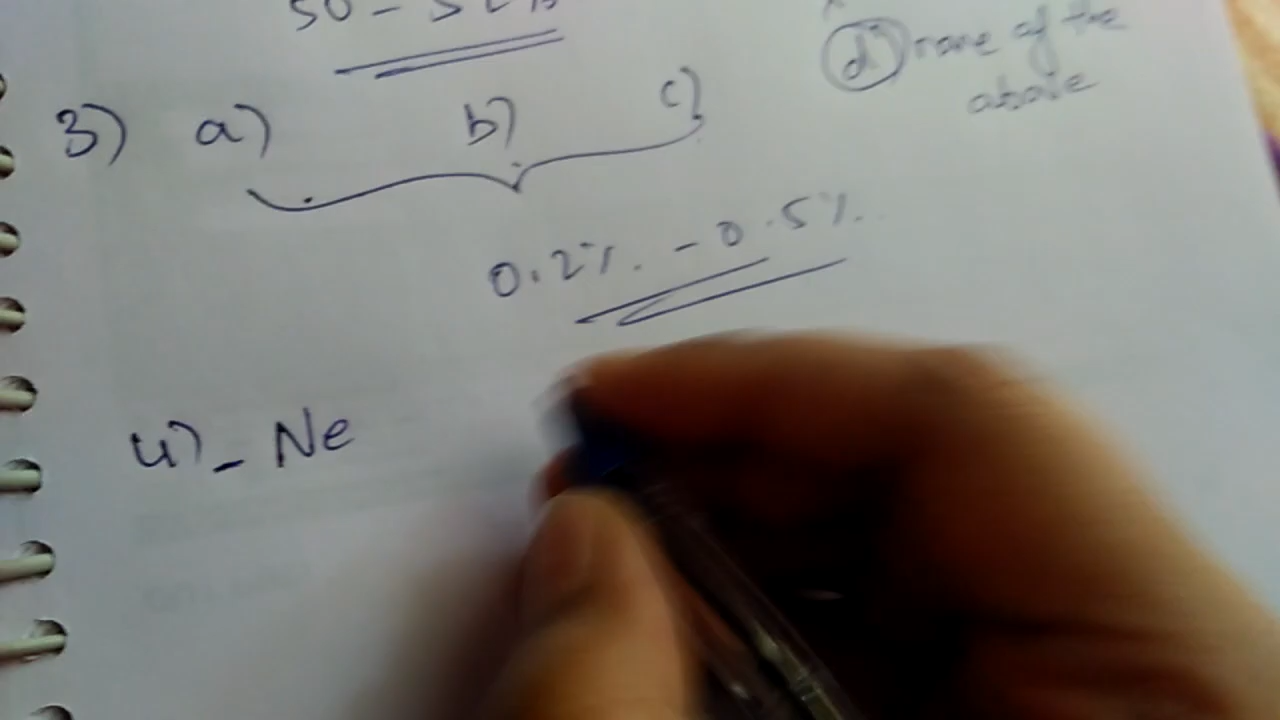 3) a) b) c)
(d) none of the
above
0.2%. - 0.5%.
4) - Ne